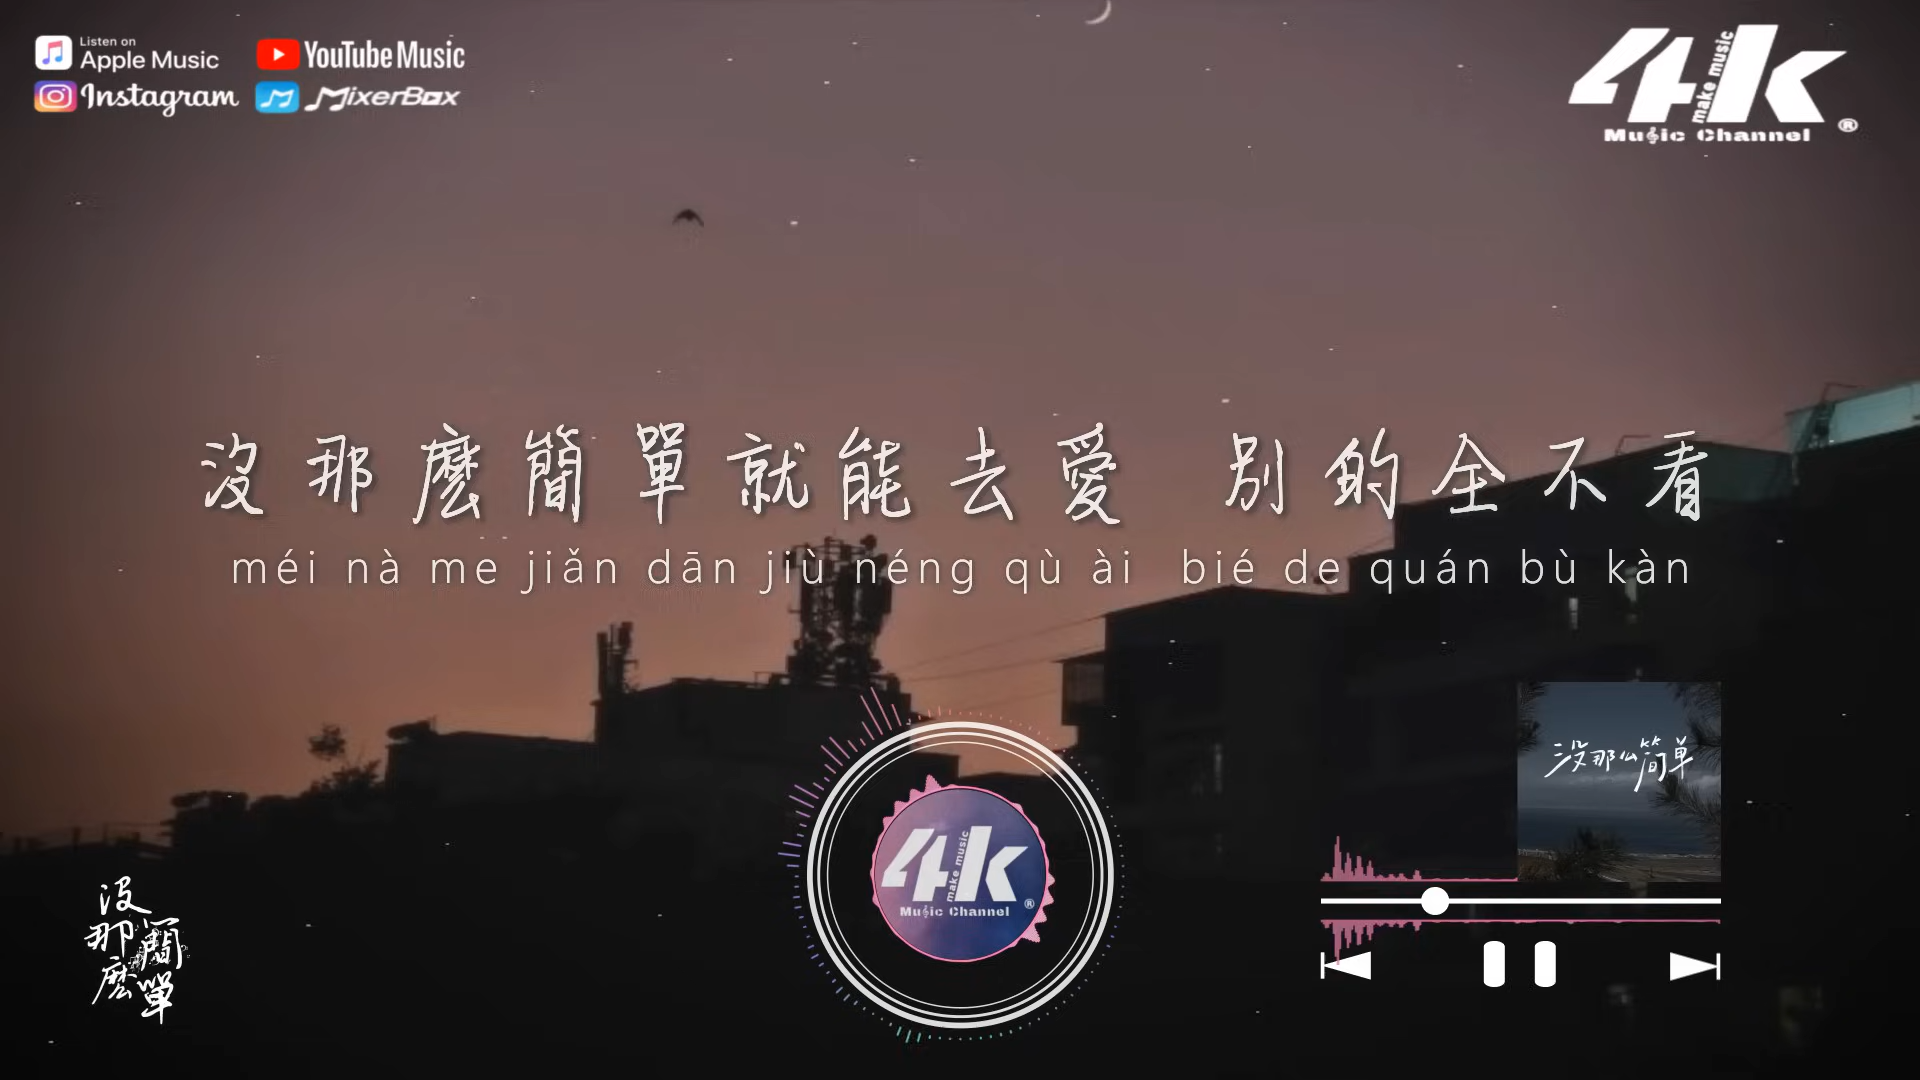 Listen on
Apple Music
YouTube Music
Instagram
MixerBox
4k
make music
Music Channel
®
沒那麼簡單就能去愛 別的全不看
méi nà me jiǎn dān jiù néng qù ài bié de quán bù kàn
没那么简单
4k
make music
Music Channel
®
沒那麼
簡單